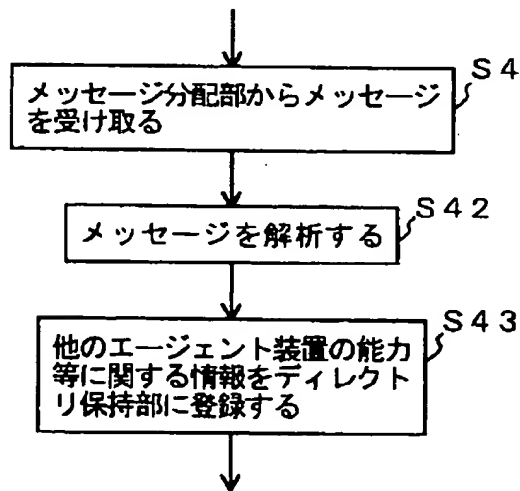 S4
メッセージ分配部からメッセージ
を受け取る
S42
メッセージを解析する
S43
他のエージェント装置の能力
等に関する情報をディレクト
リ保持部に登録する